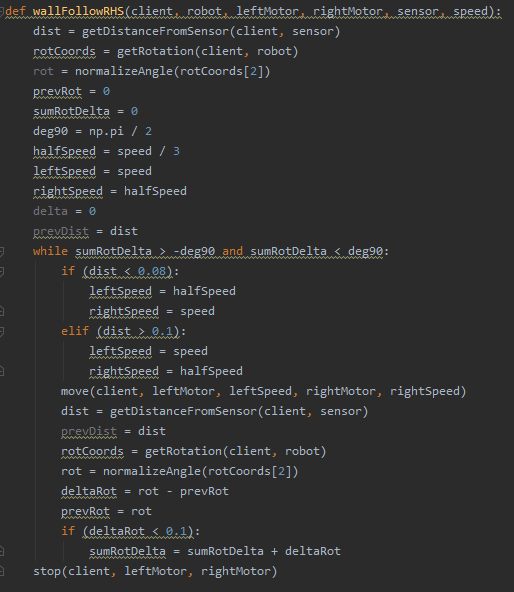 def wallFollowRHS(client, robot, leftMotor, rightMotor, sensor, speed):
    dist = getDistanceFromSensor(client, sensor)
    rotCoords = getRotation(client, robot)
    rot = normalizeAngle(rotCoords[2])
    prevRot = 0
    sumRotDelta = 0
    deg90 = np.pi / 2
    halfSpeed = speed / 3
    leftSpeed = speed
    rightSpeed = halfSpeed
    delta = 0
    prevDist = dist
    while sumRotDelta > -deg90 and sumRotDelta < deg90:
        if (dist < 0.08):
            leftSpeed = halfSpeed
            rightSpeed = speed
        elif (dist > 0.1):
            leftSpeed = speed
            rightSpeed = halfSpeed
        move(client, leftMotor, leftSpeed, rightMotor, rightSpeed)
        dist = getDistanceFromSensor(client, sensor)
        prevDist = dist
        rotCoords = getRotation(client, robot)
        rot = normalizeAngle(rotCoords[2])
        deltaRot = rot - prevRot
        prevRot = rot
        if (deltaRot < 0.1):
            sumRotDelta = sumRotDelta + deltaRot
    stop(client, leftMotor, rightMotor)